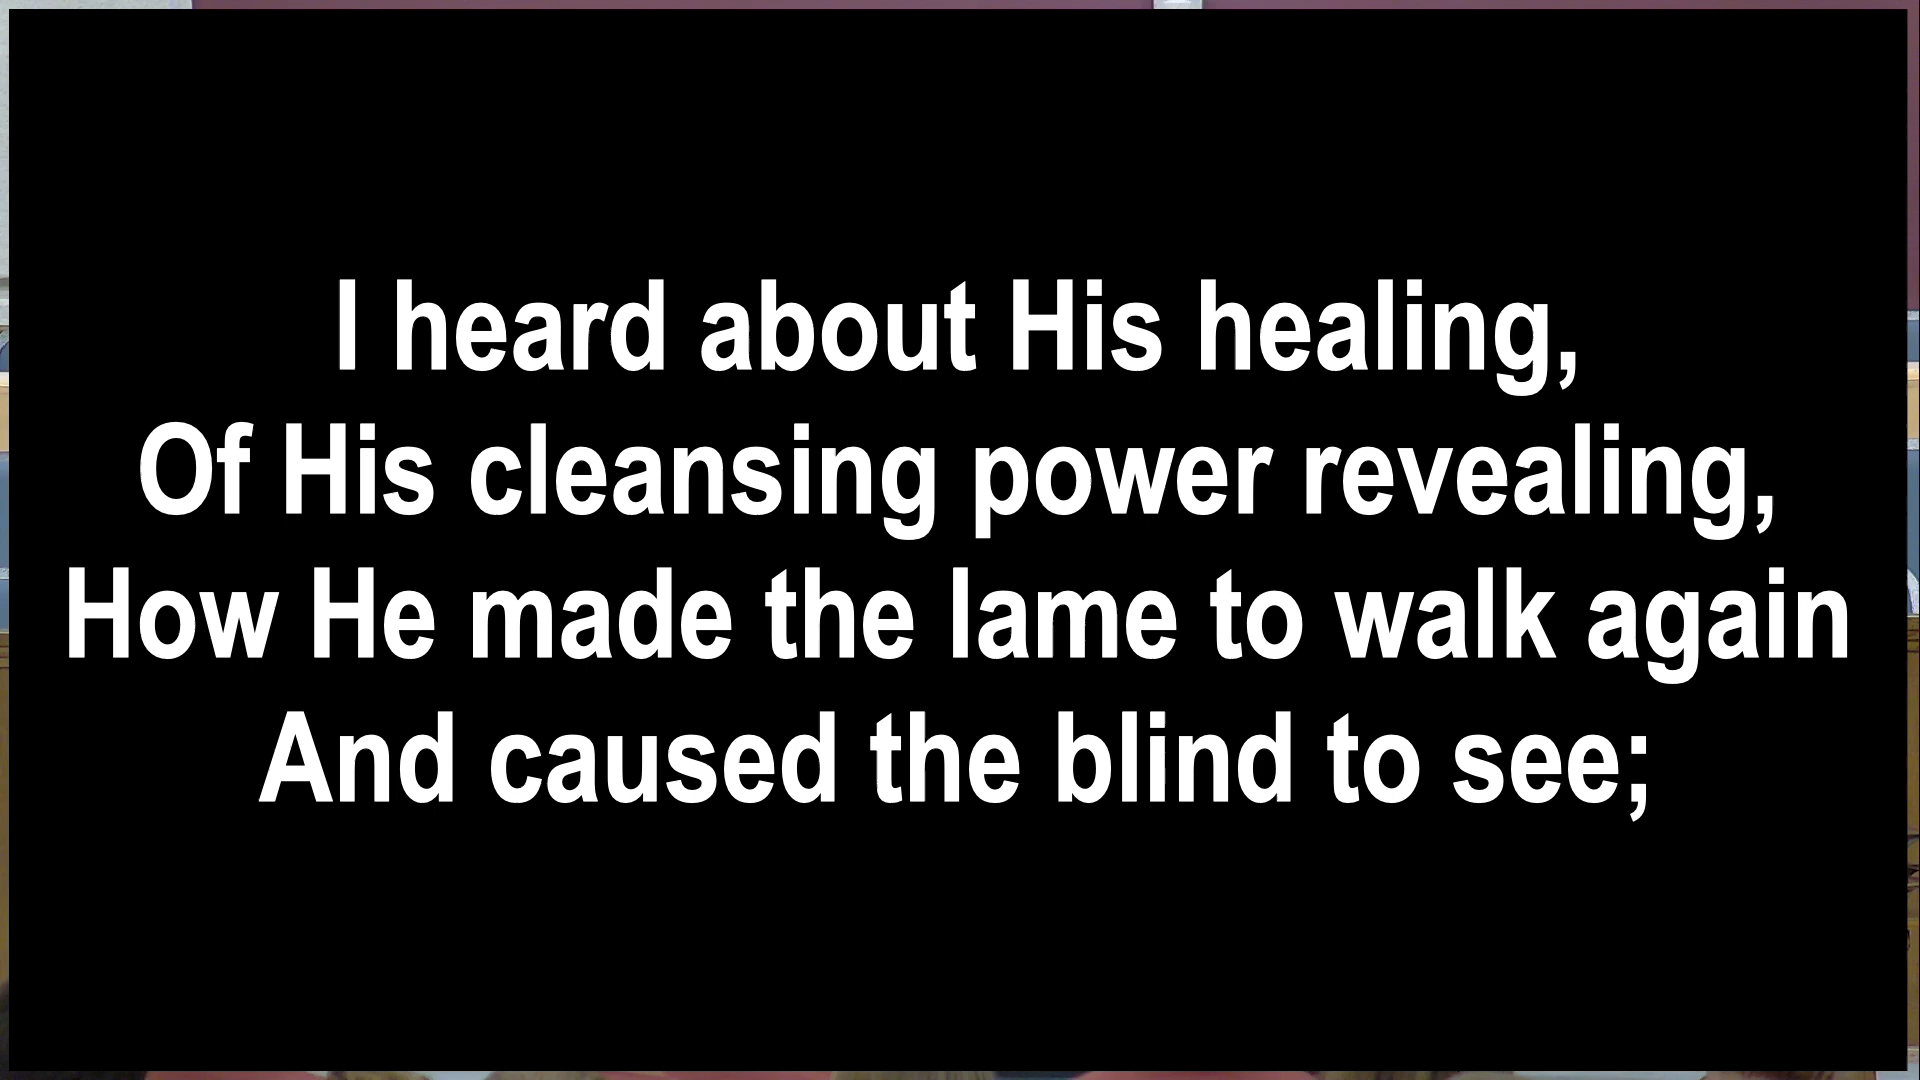 I heard about His healing,
Of His cleansing power revealing,
How He made the lame to walk again
And caused the blind to see;